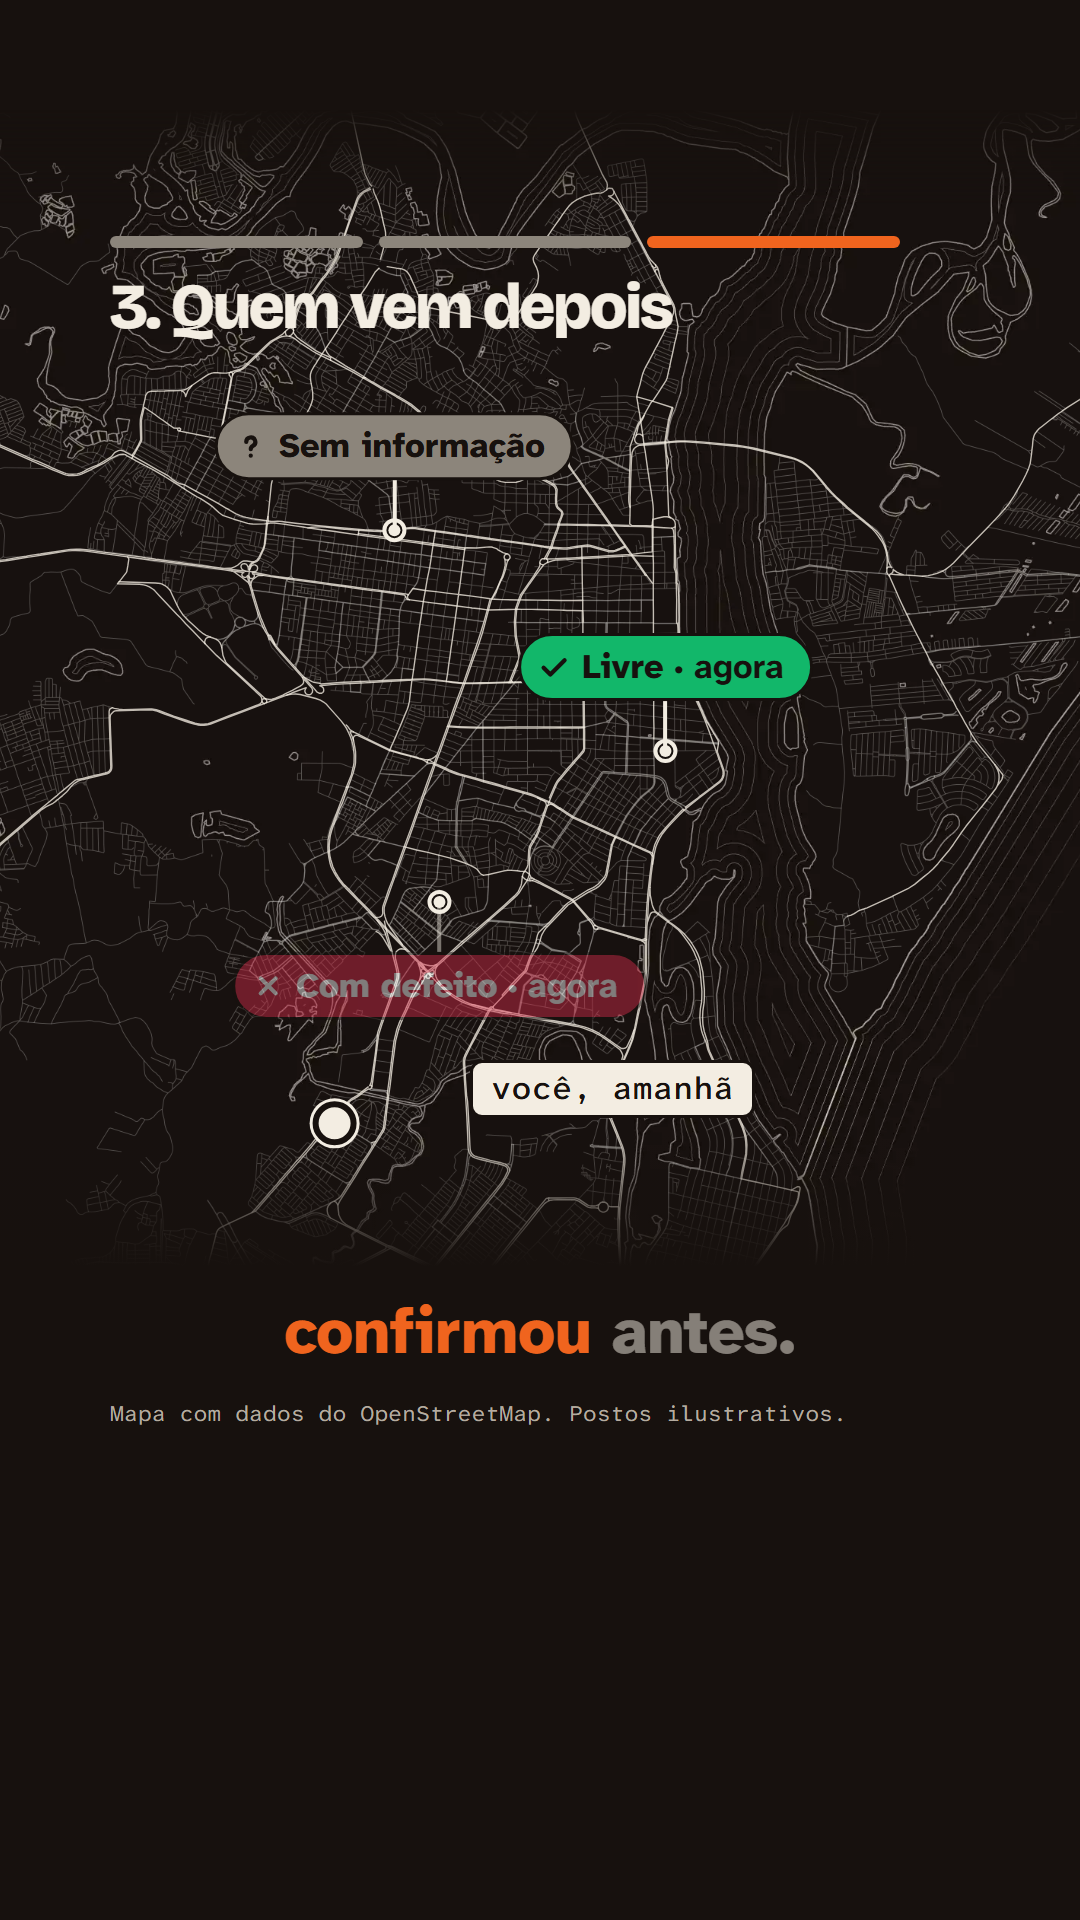 3. Quem vem depois
? Sem informação
Livre · agora
Com defeito · agora
você, amanhã
confirmou antes.
Mapa com dados do OpenStreetMap. Postos ilustrativos.